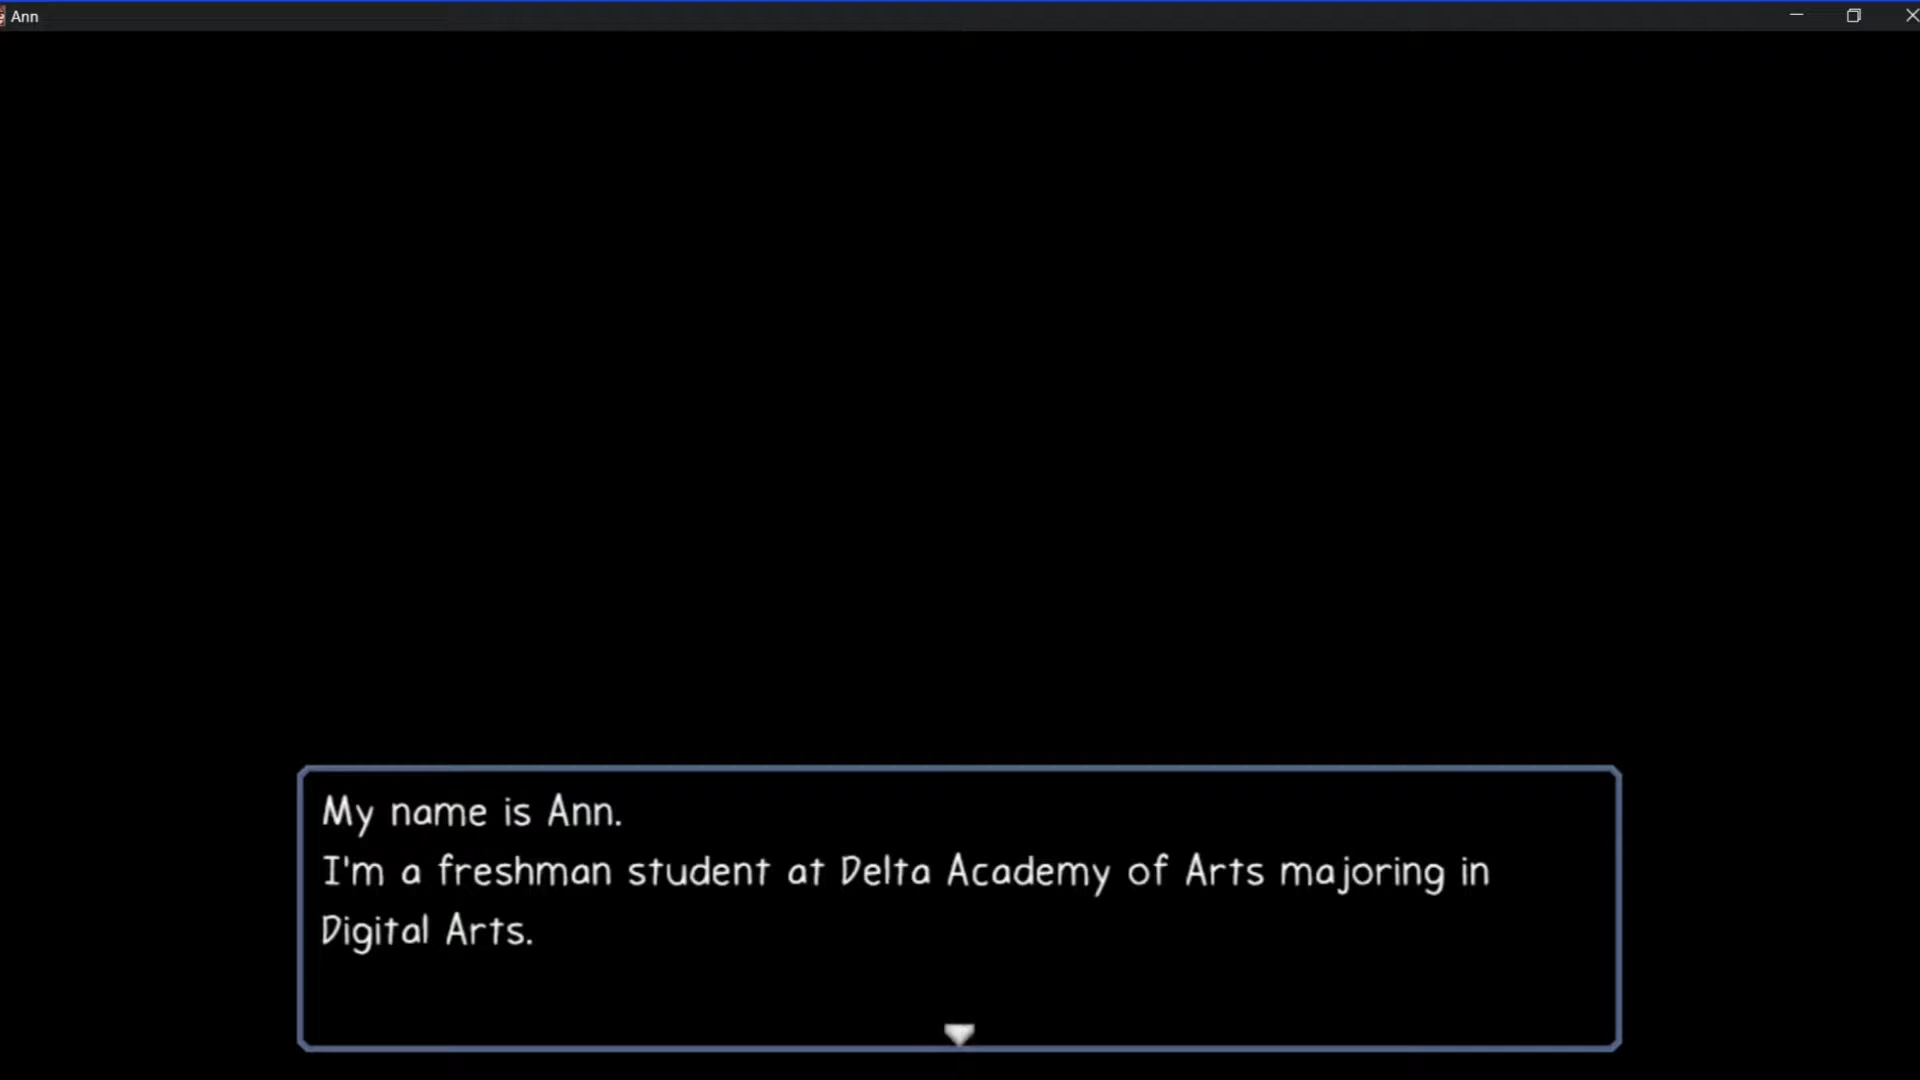 Ann
My name is Ann.
I'm a freshman student at Delta Academy of Arts majoring in
Digital Arts.